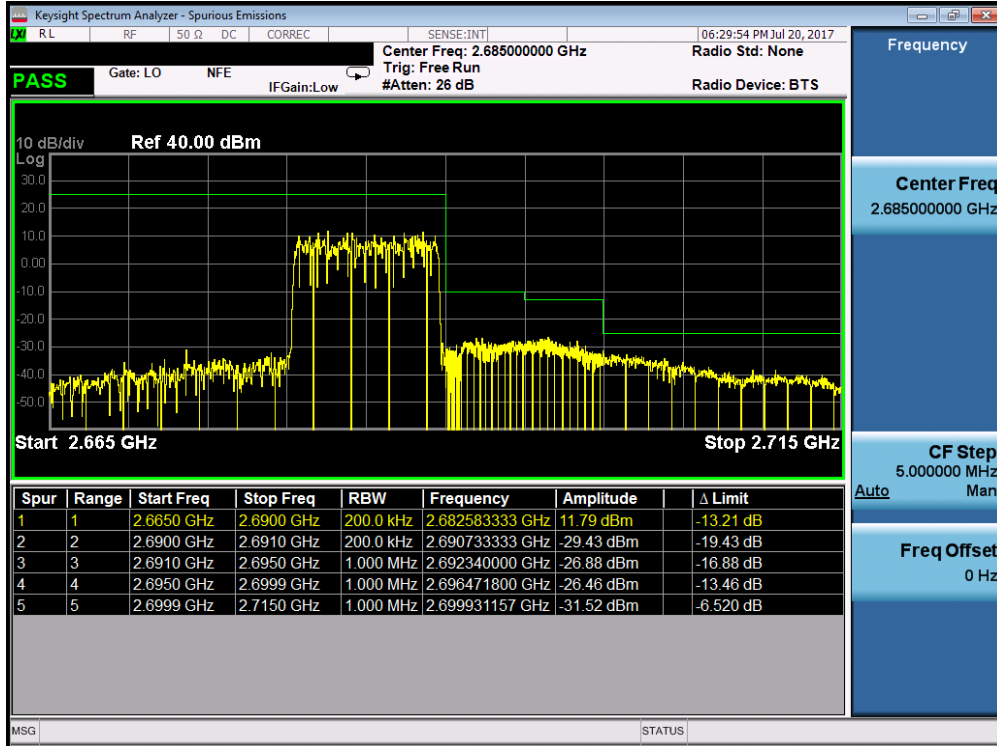 Keysight Spectrum Analyzer - Spurious Emissions
LXI RL RF 50 Ω DC CORREC SENSE:INT 06:29:54 PM Jul 20, 2017
Center Freq: 2.685000000 GHz Radio Std: None
Trig: Free Run
PASS Gate: LO NFE
IFGain:Low #Atten: 26 dB Radio Device: BTS
10 dB/div Ref 40.00 dBm
Log
30.0
20.0
10.0
0.00
-10.0
-20.0
-30.0
-40.0
-50.0
Start 2.665 GHz Stop 2.715 GHz
Spur Range Start Freq Stop Freq RBW Frequency Amplitude Δ Limit
1 1 2.6650 GHz 2.6900 GHz 200.0 kHz 2.682583333 GHz 11.79 dBm -13.21 dB
2 2 2.6900 GHz 2.6910 GHz 200.0 kHz 2.690733333 GHz -29.43 dBm -19.43 dB
3 3 2.6910 GHz 2.6950 GHz 1.000 MHz 2.692340000 GHz -26.88 dBm -16.88 dB
4 4 2.6950 GHz 2.6999 GHz 1.000 MHz 2.696471800 GHz -26.46 dBm -13.46 dB
5 5 2.6999 GHz 2.7150 GHz 1.000 MHz 2.699931157 GHz -31.52 dBm -6.520 dB
MSG STATUS
Frequency
Center Freq
2.685000000 GHz
CF Step
5.000000 MHz
Auto Man
Freq Offset
0 Hz